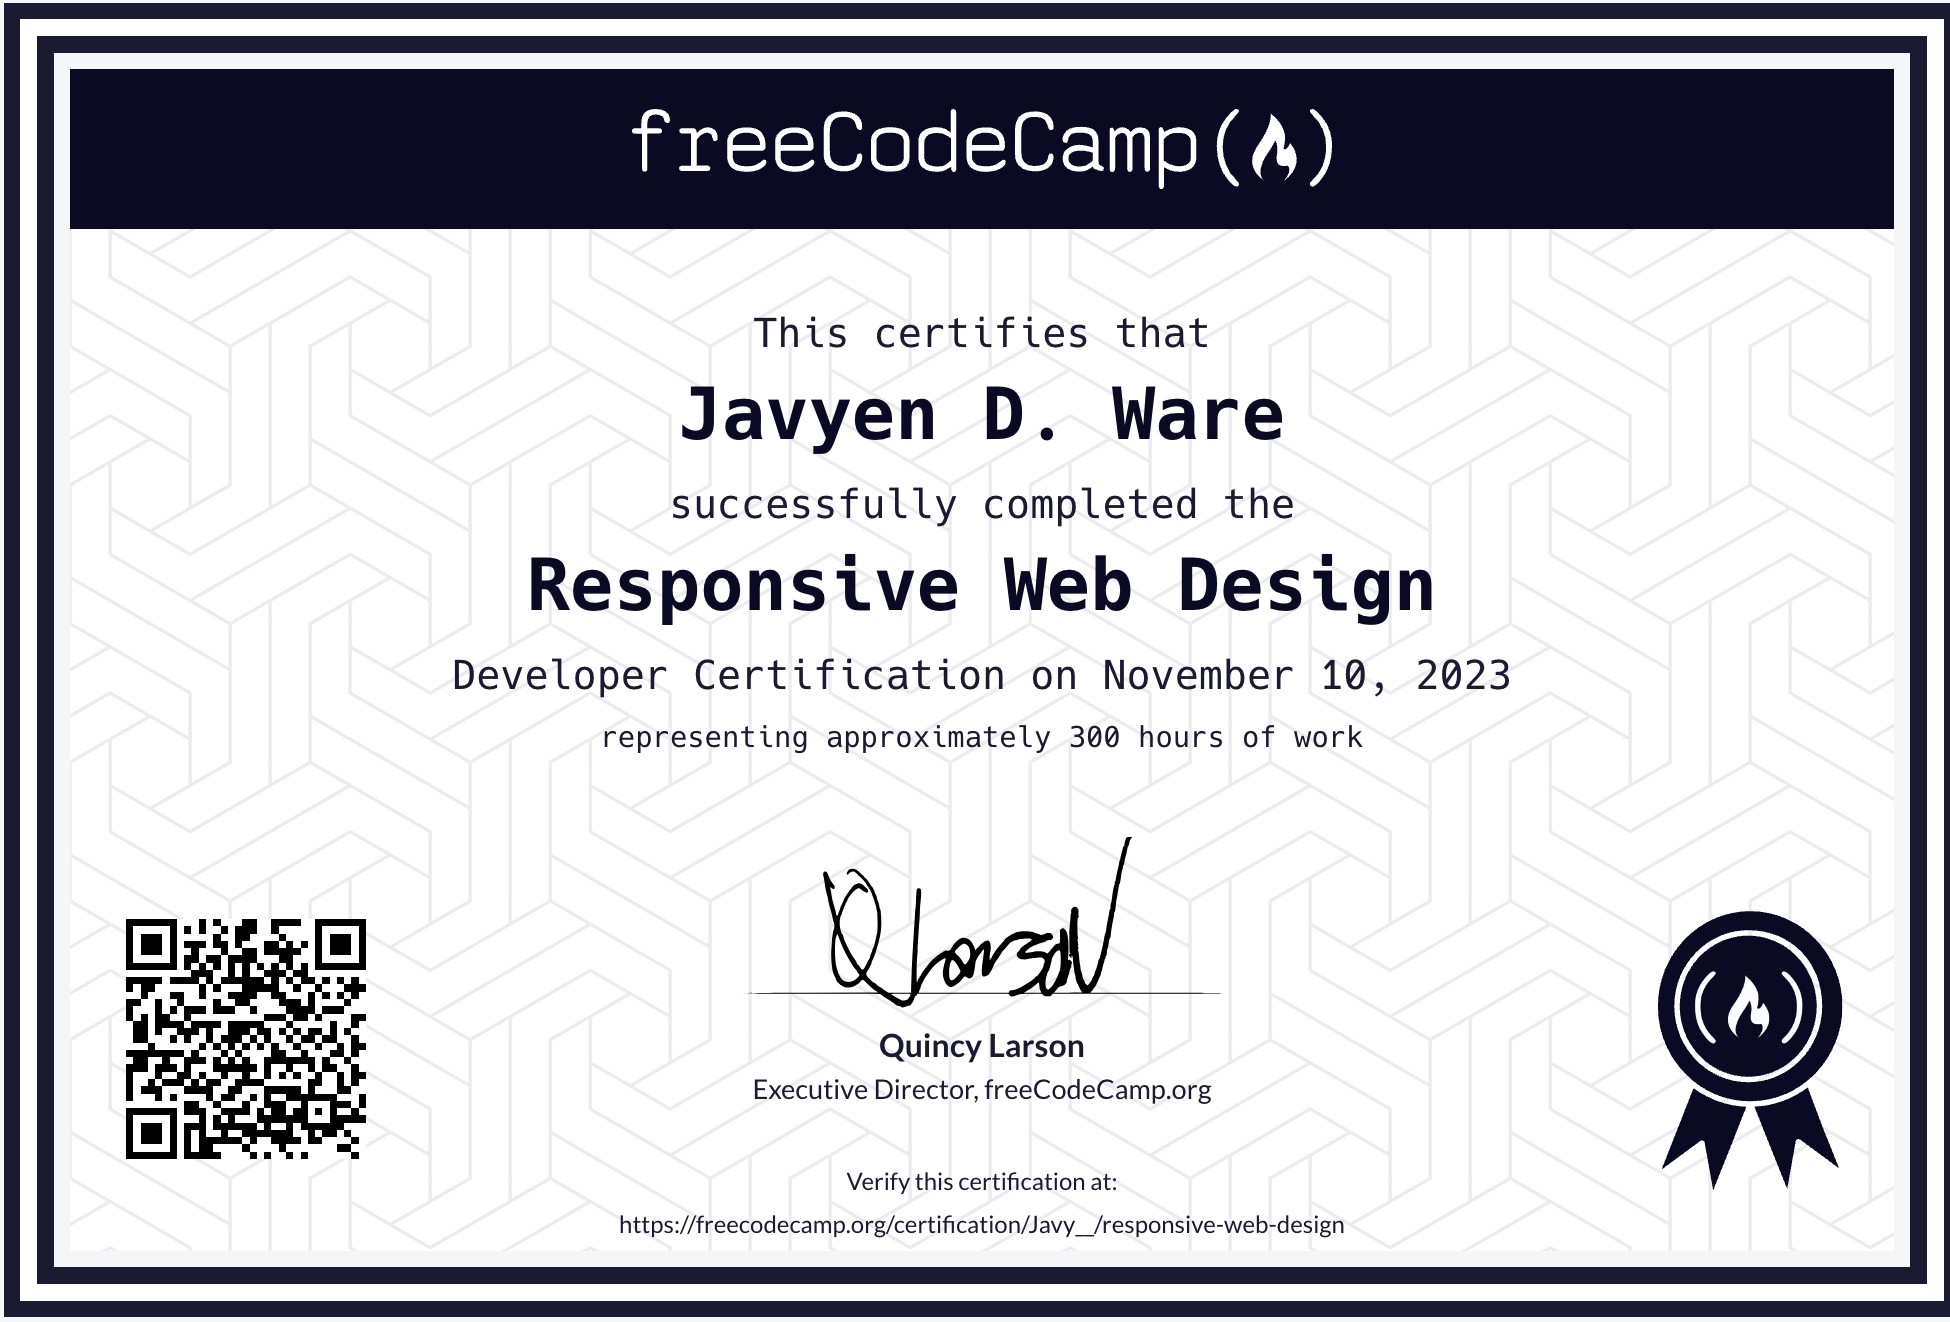 freeCodeCamp
This certifies that
Javyen D. Ware
successfully completed the
Responsive Web Design
Developer Certification on November 10, 2023
representing approximately 300 hours of work
Q Larson
Quincy Larson
Executive Director, freeCodeCamp.org
Verify this certification at:
https://freecodecamp.org/certification/Javy__/responsive-web-design